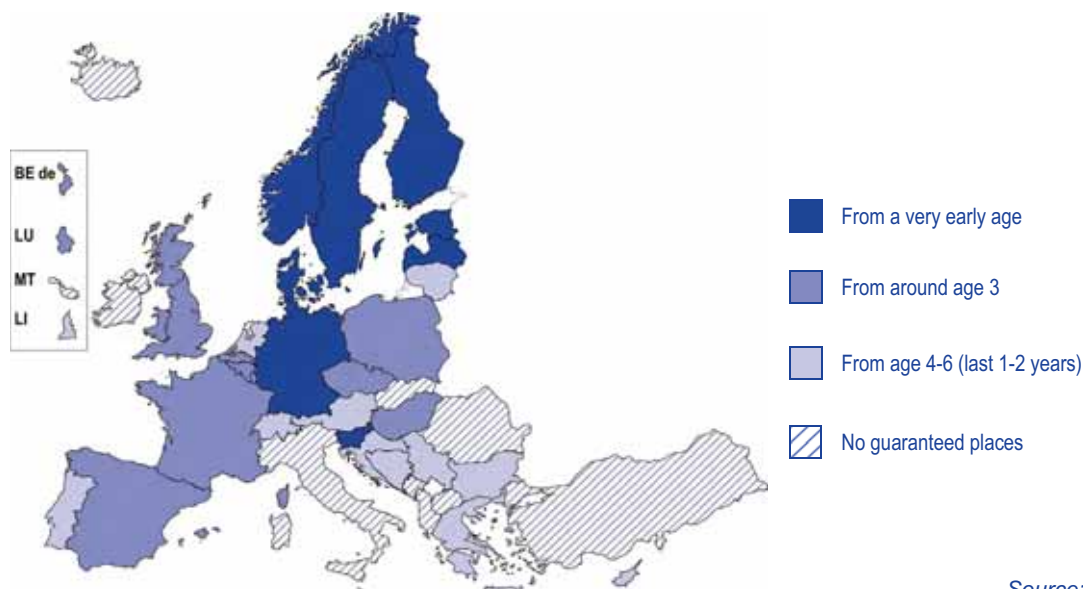 BE de
LU
MT
LI
From a very early age
From around age 3
From age 4-6 (last 1-2 years)
No guaranteed places
Source: